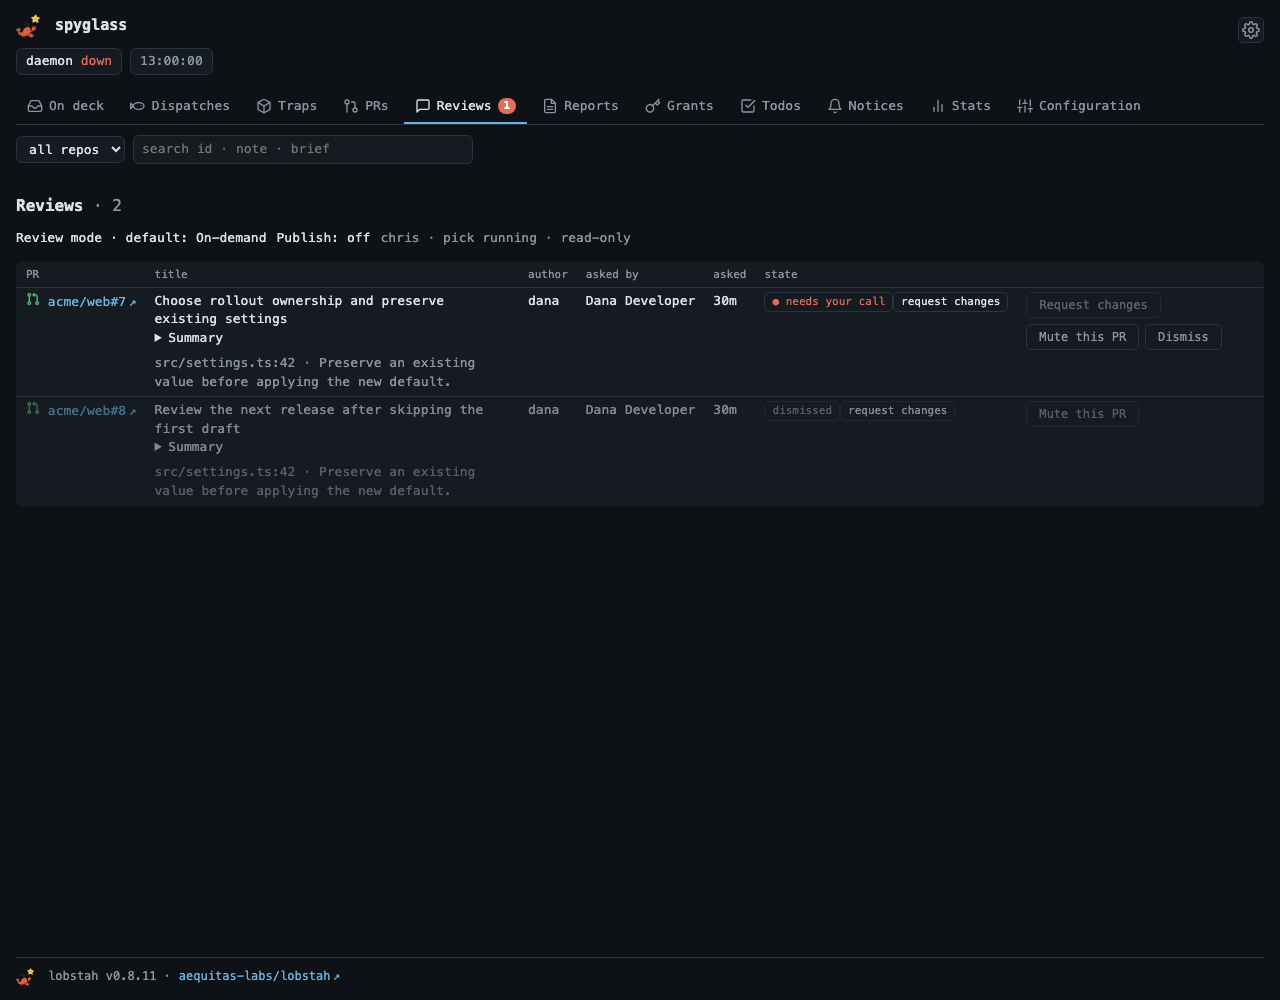 spyglass
daemon down 13:00:00
On deck Dispatches Traps PRs Reviews 1 Reports Grants Todos Notices Stats Configuration
all repos search id · note · brief
Reviews · 2
Review mode · default: On-demand Publish: off chris · pick running · read-only
PR title author asked by asked state
acme/web#7↗ Choose rollout ownership and preserve dana Dana Developer 30m ● needs your call request changes Request changes
existing settings
▶ Summary Mute this PR Dismiss
src/settings.ts:42 · Preserve an existing
value before applying the new default.
acme/web#8↗ Review the next release after skipping the dana Dana Developer 30m dismissed request changes Mute this PR
first draft
▶ Summary
src/settings.ts:42 · Preserve an existing
value before applying the new default.
lobstah v0.8.11 · aequitas-labs/lobstah↗